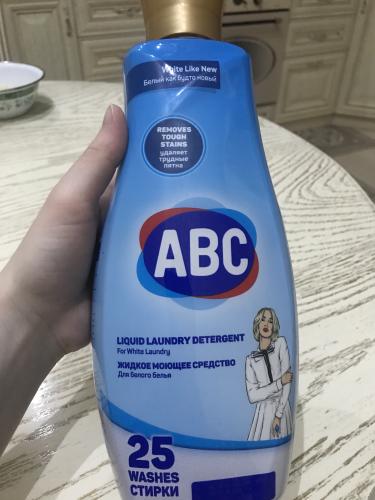 White Like New
Белый как будто новый
REMOVES
TOUGH
STAINS
удаляет
трудные
пятна
ABC
LIQUID LAUNDRY DETERGENT
For White Laundry
ЖИДКОЕ МОЮЩЕЕ СРЕДСТВО
Для белого белья
25
WASHES
СТИРКИ